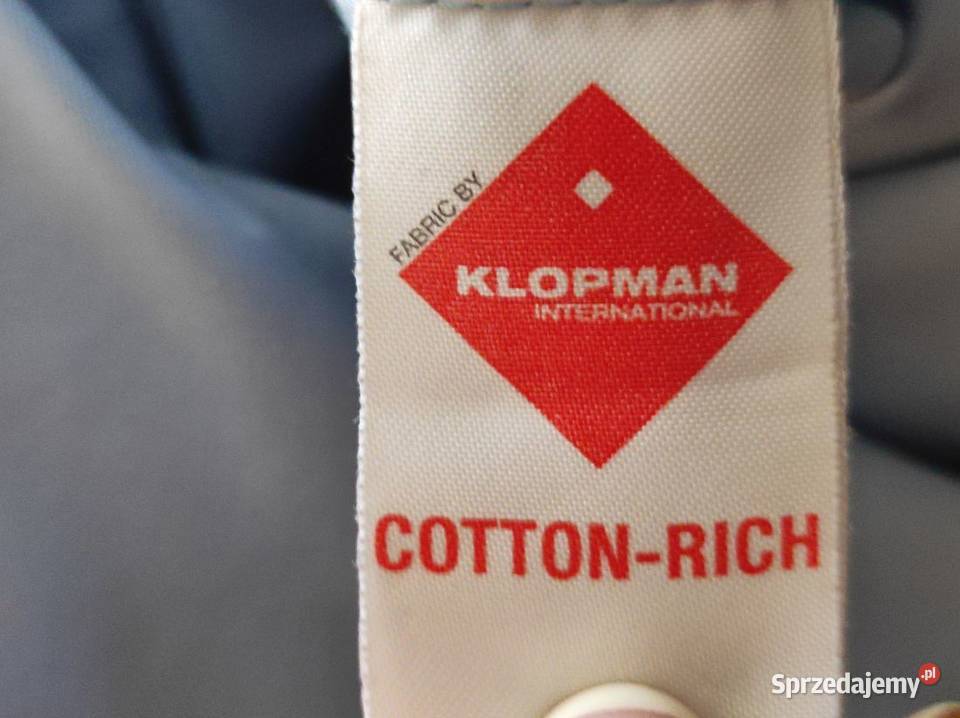 FABRIC BY
KLOPMAN
INTERNATIONAL
COTTON-RICH
Sprzedajemy.pl